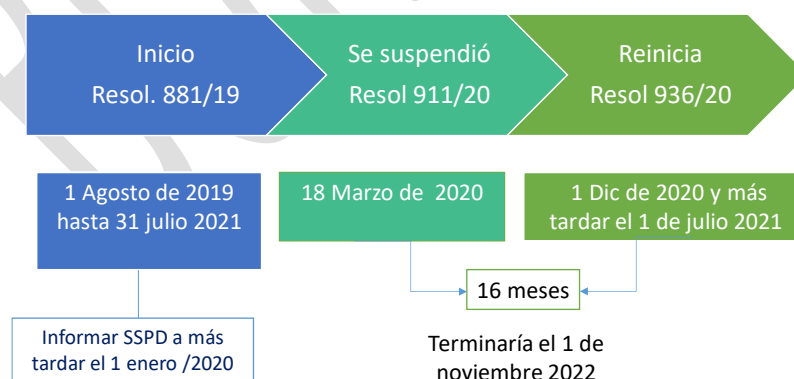 Inicio
Resol. 881/19
Se suspendió
Resol 911/20
Reinicia
Resol 936/20
1 Agosto de 2019
hasta 31 julio 2021
18 Marzo de 2020
1 Dic de 2020 y más
tardar el 1 de julio 2021
16 meses
Informar SSPD a más
tardar el 1 enero /2020
Terminaría el 1 de
noviembre 2022